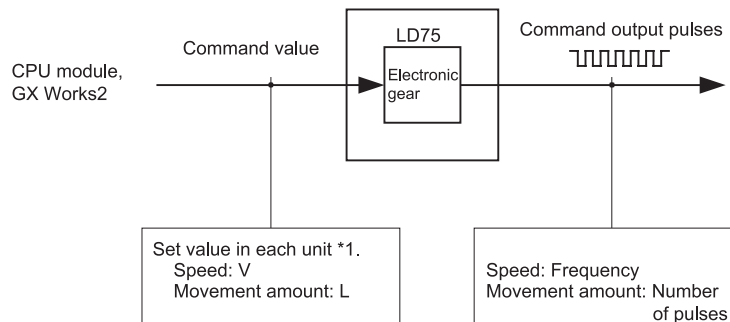 LD75
Command value
Command output pulses
CPU module,
GX Works2
Electronic
gear
Set value in each unit *1.
Speed: V
Movement amount: L
Speed: Frequency
Movement amount: Number
of pulses